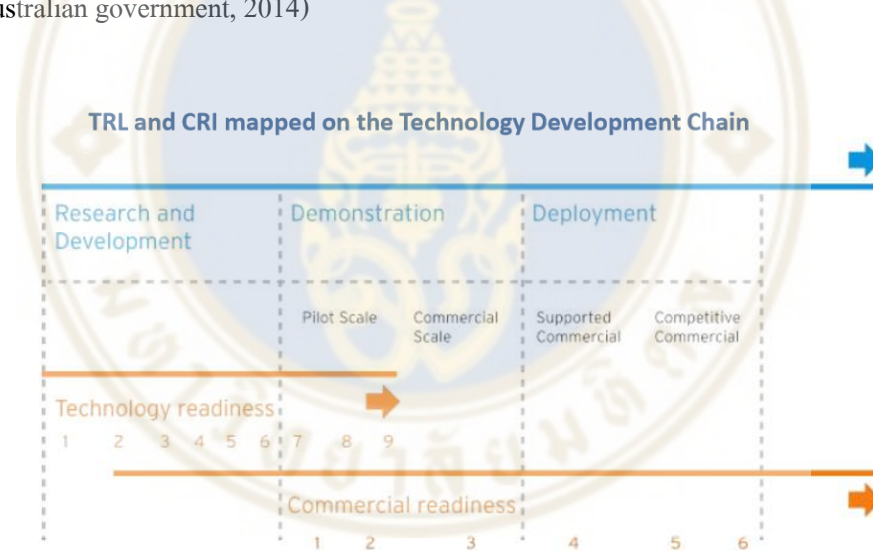 ustralian government, 2014)
TRL and CRI mapped on the Technology Development Chain
Research and
Development
Demonstration
Deployment
Pilot Scale
Commercial
Scale
Supported
Commercial
Competitive
Commercial
Technology readiness
1 2 3 4 5 6 7 8 9
Commercial readiness
1 2 3 4 5 6